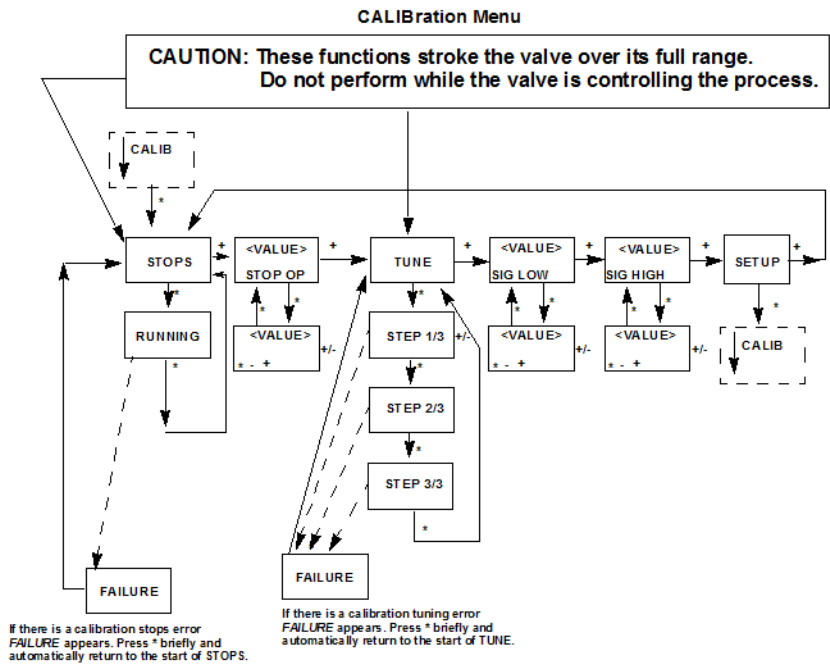 CALIBration Menu
CAUTION: These functions stroke the valve over its full range.
Do not perform while the valve is controlling the process.
CALIB
*
STOPS
+
<VALUE>
STOP OP
+
TUNE
+
<VALUE>
SIG LOW
+
<VALUE>
SIG HIGH
+
SETUP
+
*
* *
*
* *
* *
*
RUNNING
<VALUE>
* - +
+/-
STEP 1/3
+/-
<VALUE>
* - +
+/-
<VALUE>
* - +
+/-
CALIB
*
*
STEP 2/3
*
STEP 3/3
*
FAILURE
FAILURE
If there is a calibration stops error
FAILURE appears. Press * briefly and
automatically return to the start of STOPS.
If there is a calibration tuning error
FAILURE appears. Press * briefly and
automatically return to the start of TUNE.